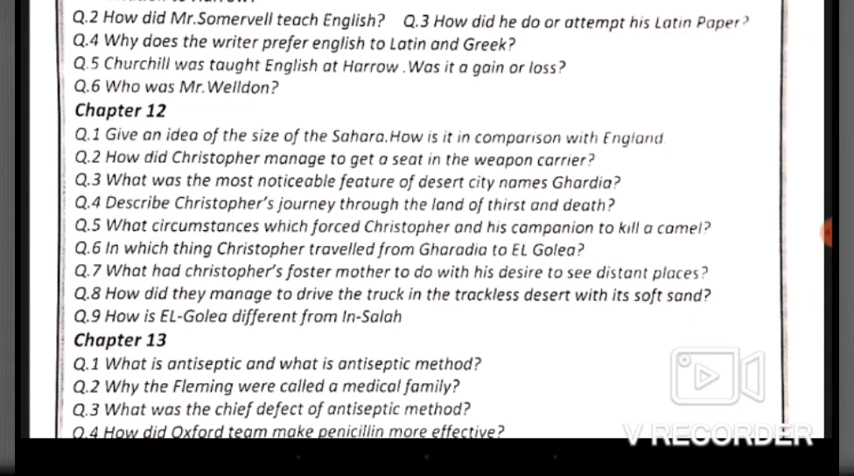 Q.2 How did Mr.Somervell teach English? Q.3 How did he do or attempt his Latin Paper?
Q.4 Why does the writer prefer english to Latin and Greek?
Q.5 Churchill was taught English at Harrow .Was it a gain or loss?
Q.6 Who was Mr.Welldon?
Chapter 12
Q.1 Give an idea of the size of the Sahara.How is it in comparison with England
Q.2 How did Christopher manage to get a seat in the weapon carrier?
Q.3 What was the most noticeable feature of desert city names Ghardia?
Q.4 Describe Christopher's journey through the land of thirst and death?
Q.5 What circumstances which forced Christopher and his campanion to kill a camel?
Q.6 In which thing Christopher travelled from Gharadia to EL Golea?
Q.7 What had christopher's foster mother to do with his desire to see distant places?
Q.8 How did they manage to drive the truck in the trackless desert with its soft sand?
Q.9 How is EL-Golea different from In-Salah
Chapter 13
Q.1 What is antiseptic and what is antiseptic method?
Q.2 Why the Fleming were called a medical family?
Q.3 What was the chief defect of antiseptic method?
Q.4 How did Oxford team make penicillin more effective?
V RECORDER